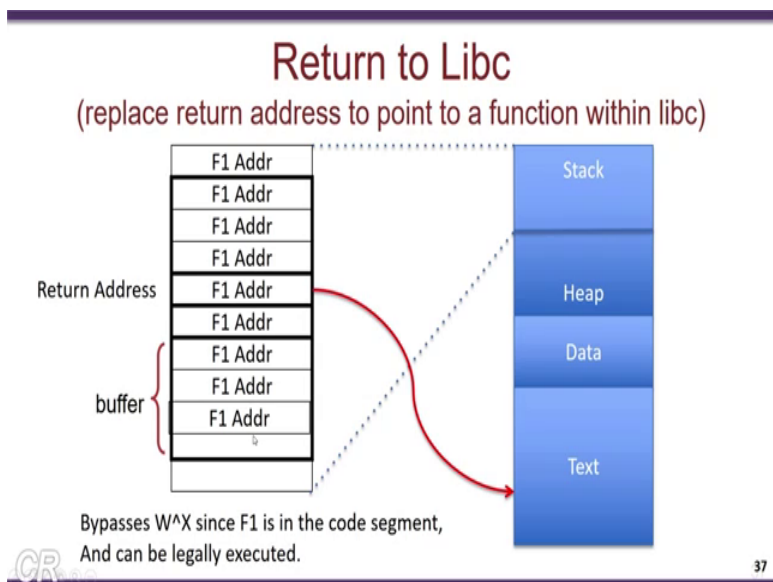 Return to Libc
(replace return address to point to a function within libc)
F1 Addr
F1 Addr
F1 Addr
F1 Addr
Return Address
F1 Addr
F1 Addr
F1 Addr
F1 Addr
buffer
F1 Addr
Stack
Heap
Data
Text
Bypasses W^X since F1 is in the code segment,
And can be legally executed.
CR
37